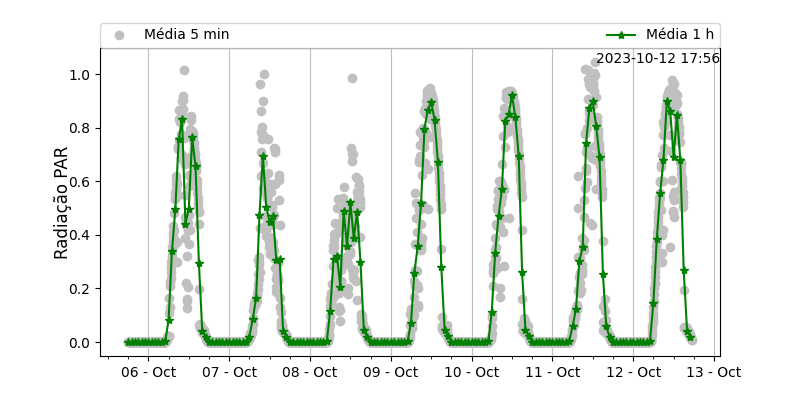 Média 5 min
Média 1 h
2023-10-12 17:56
Radiação PAR
1.0
0.8
0.6
0.4
0.2
0.0
06 - Oct
07 - Oct
08 - Oct
09 - Oct
10 - Oct
11 - Oct
12 - Oct
13 - Oct